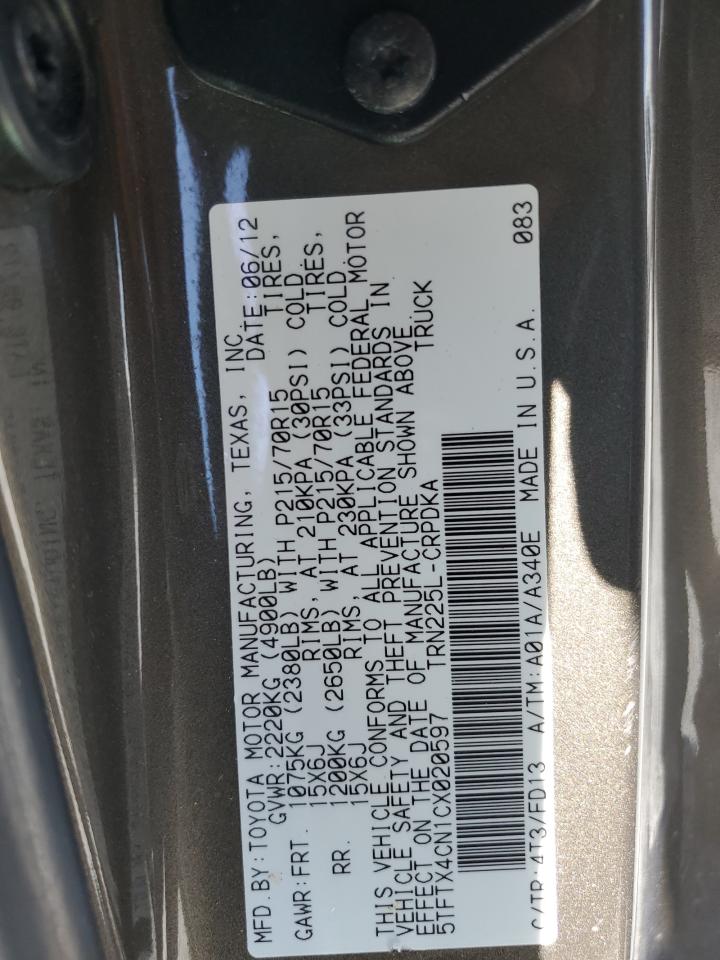 MFD.BY:TOYOTA MOTOR MANUFACTURING, TEXAS, INC.
GVWR:2220KG (4900LB) DATE:06/12
GAWR:FRT. 1075KG (2380LB) WITH P215/70R15 TIRES,
15X6J RIMS, AT 210KPA (30PSI) COLD
RR. 1200KG (2650LB) WITH P215/70R15 TIRES,
15X6J RIMS, AT 230KPA (33PSI) COLD
THIS VEHICLE CONFORMS TO ALL APPLICABLE FEDERAL MOTOR
VEHICLE SAFETY AND THEFT PREVENTION STANDARDS IN
EFFECT ON THE DATE OF MANUFACTURE SHOWN ABOVE
5TFTX4CN1CX020597 TRN225L-CRPDKA TRUCK
C/TR:4T3/FD13 A/TM:A01A/A340E MADE IN U.S.A. 083